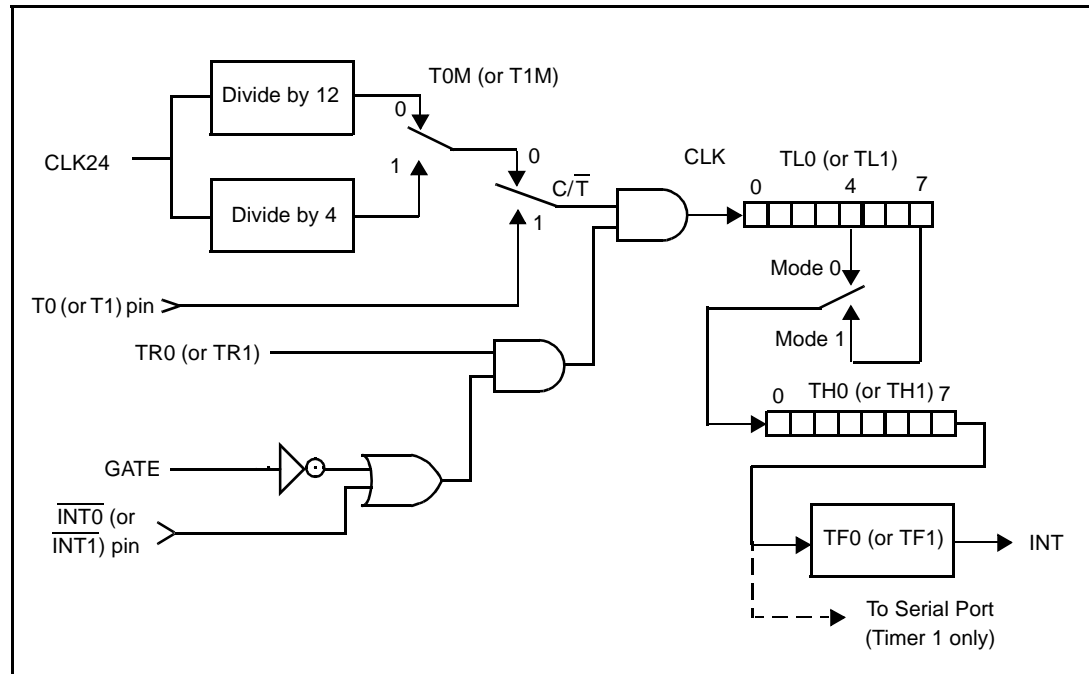 T0M (or T1M)
Divide by 12
0
CLK24
1
0
CLK
TL0 (or TL1)
0 4 7
C/T̅
Divide by 4
1
Mode 0
T0 (or T1) pin
Mode 1
TR0 (or TR1)
0 TH0 (or TH1) 7
GATE
I̅N̅T̅0̅ (or
I̅N̅T̅1̅) pin
TF0 (or TF1)
INT
To Serial Port
(Timer 1 only)